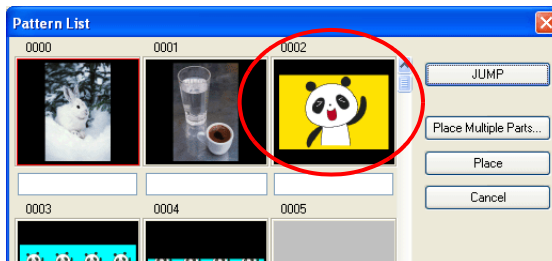 Pattern List
0000 0001 0002
JUMP
Place Multiple Parts...
Place
Cancel
0003 0004 0005